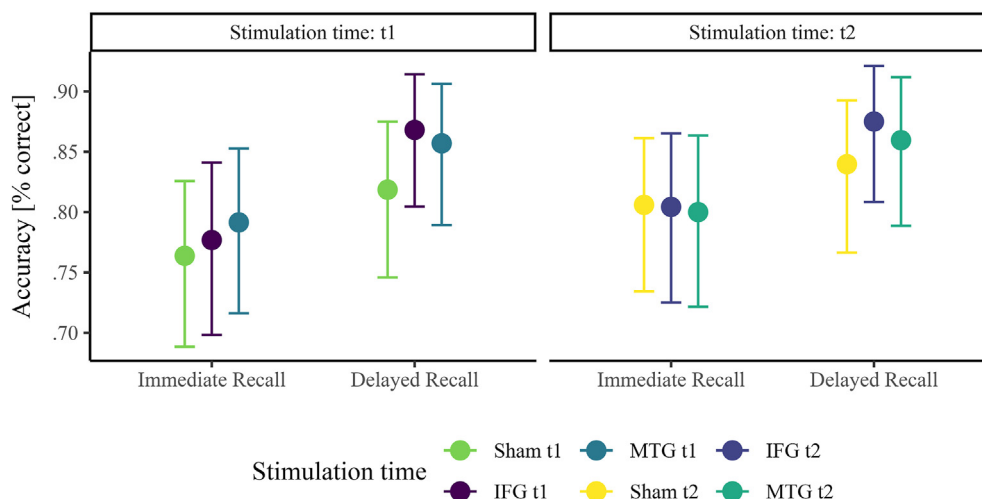 Stimulation time: t1
Stimulation time: t2
Accuracy [% correct]
.90
.85
.80
.75
.70
Immediate Recall
Delayed Recall
Immediate Recall
Delayed Recall
Stimulation time
Sham t1
MTG t1
IFG t2
IFG t1
Sham t2
MTG t2